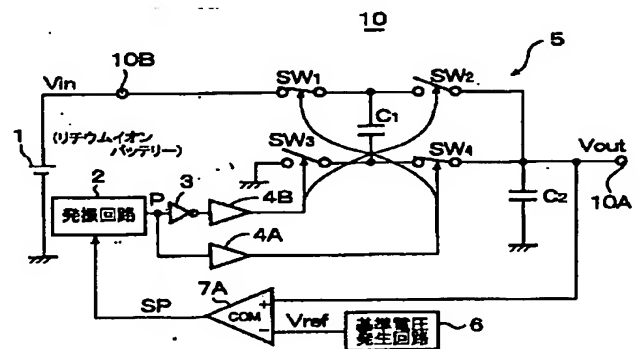 10
5
10B
Vin
SW1
SW2
C1
1
(リチウムイオン
バッテリー)
SW3
SW4
Vout
10A
C2
2
発振回路
P
3
4B
4A
7A
SP
COM
+
-
Vref
基準電圧
発生回路
6